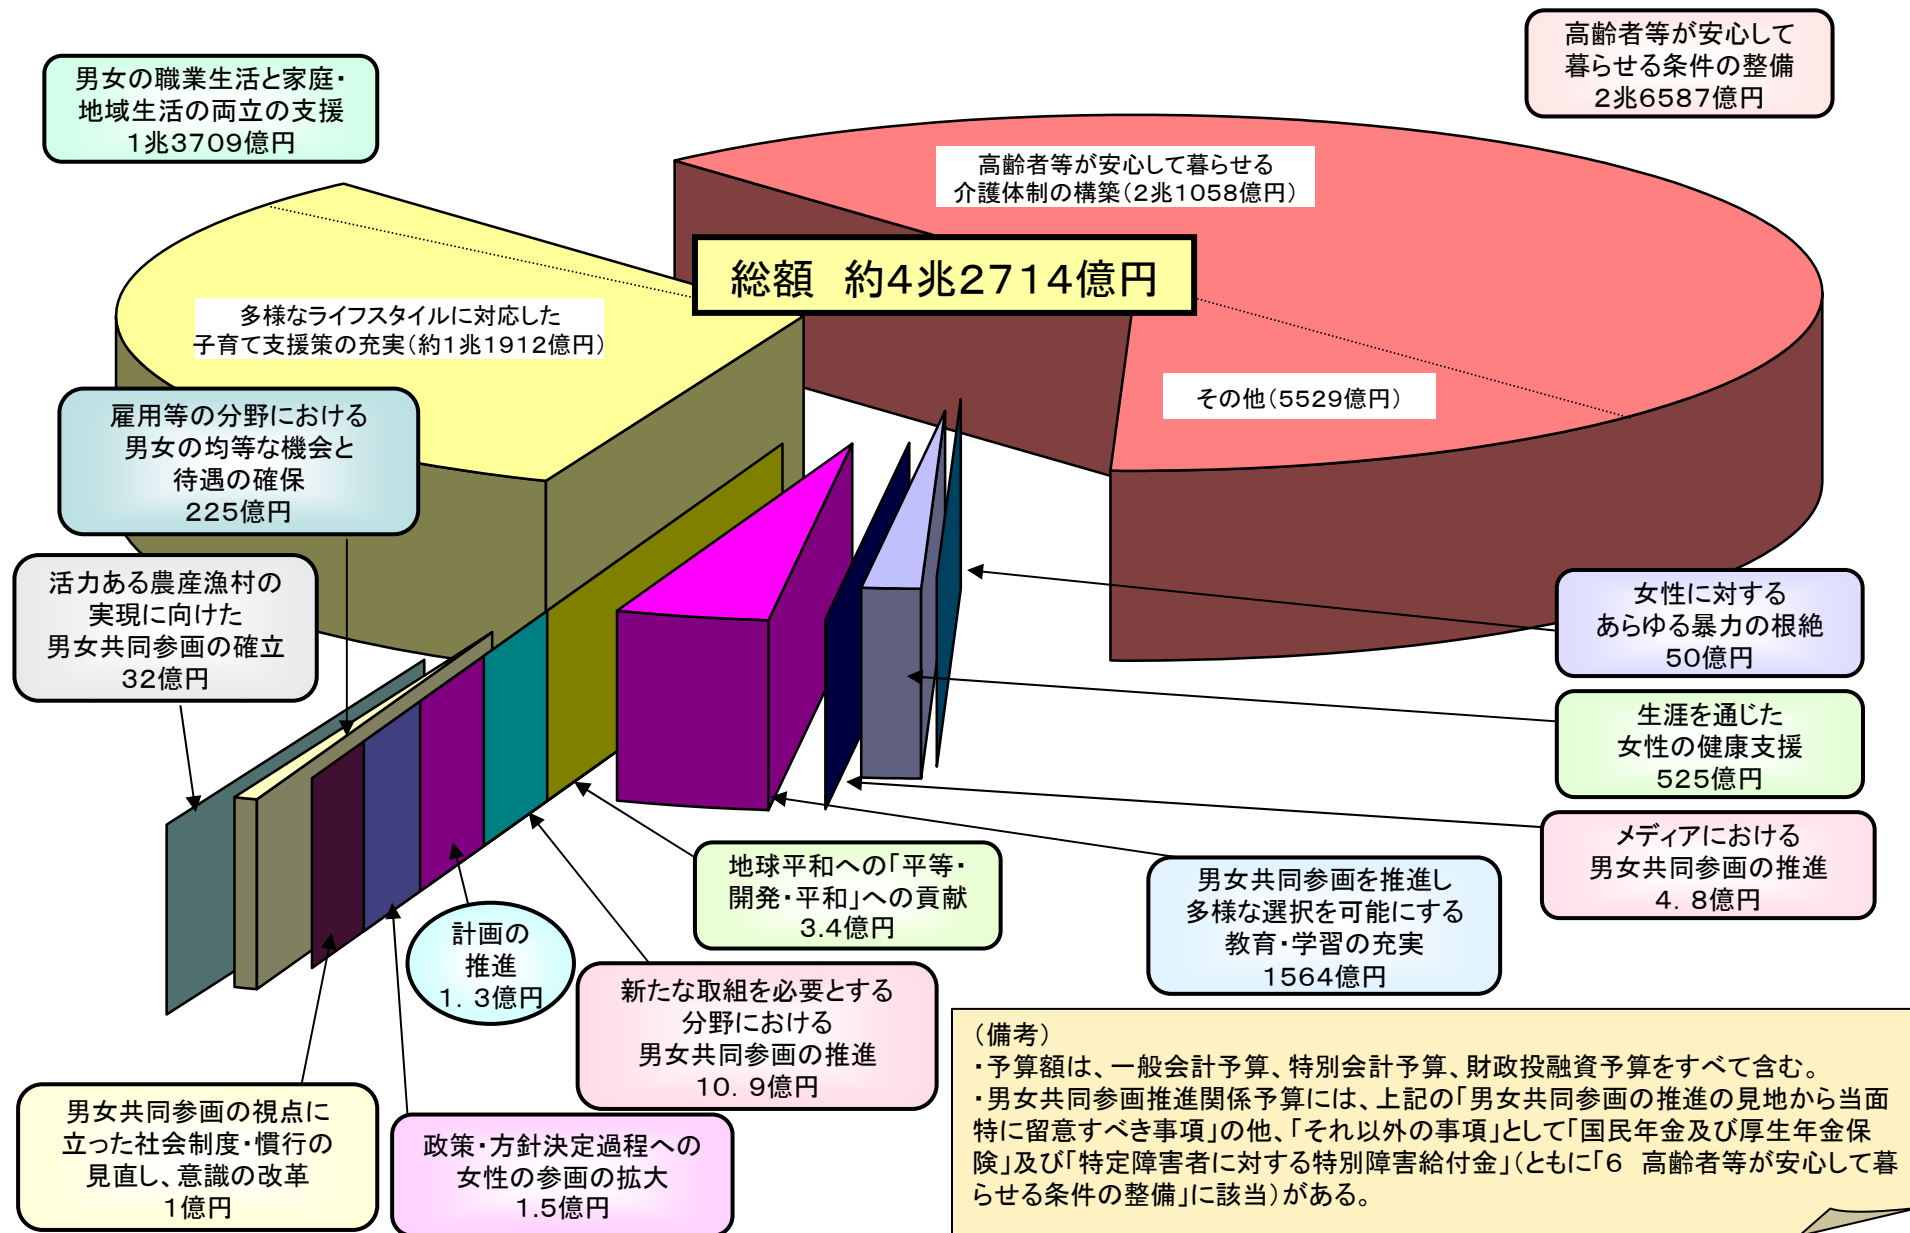 高齢者等が安心して
暮らせる条件の整備
2兆6587億円
男女の職業生活と家庭・
地域生活の両立の支援
1兆3709億円
高齢者等が安心して暮らせる
介護体制の構築(2兆1058億円)
総額 約4兆2714億円
多様なライフスタイルに対応した
子育て支援策の充実(約1兆1912億円)
その他(5529億円)
雇用等の分野における
男女の均等な機会と
待遇の確保
225億円
活力ある農産漁村の
実現に向けた
男女共同参画の確立
32億円
女性に対する
あらゆる暴力の根絶
50億円
生涯を通じた
女性の健康支援
525億円
メディアにおける
男女共同参画の推進
4.8億円
地球平和への「平等・
開発・平和」への貢献
3.4億円
男女共同参画を推進し
多様な選択を可能にする
教育・学習の充実
1564億円
計画の
推進
1.3億円
新たな取組を必要とする
分野における
男女共同参画の推進
10.9億円
男女共同参画の視点に
立った社会制度・慣行の
見直し、意識の改革
1億円
政策・方針決定過程への
女性の参画の拡大
1.5億円
(備考)
・予算額は、一般会計予算、特別会計予算、財政投融資予算をすべて含む。
・男女共同参画推進関係予算には、上記の「男女共同参画の推進の見地から当面
特に留意すべき事項」の他、「それ以外の事項」として「国民年金及び厚生年金保
険」及び「特定障害者に対する特別障害給付金」(ともに「6 高齢者等が安心して暮
らせる条件の整備」に該当)がある。